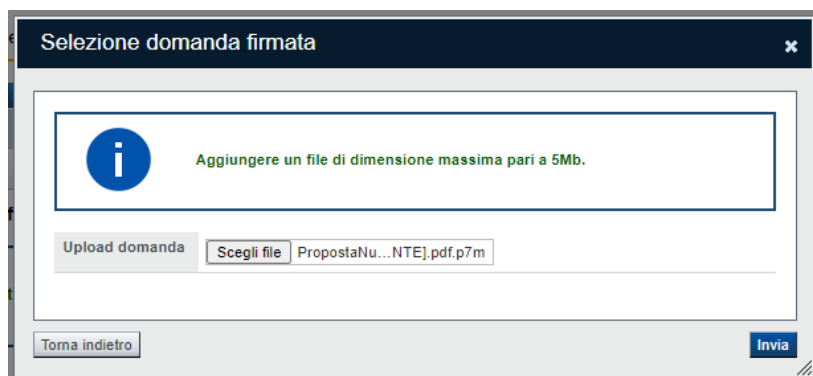 Selezione domanda firmata
Aggiungere un file di dimensione massima pari a 5Mb.
Upload domanda Scegli file PropostaNu...NTE].pdf.p7m
Torna indietro Invia